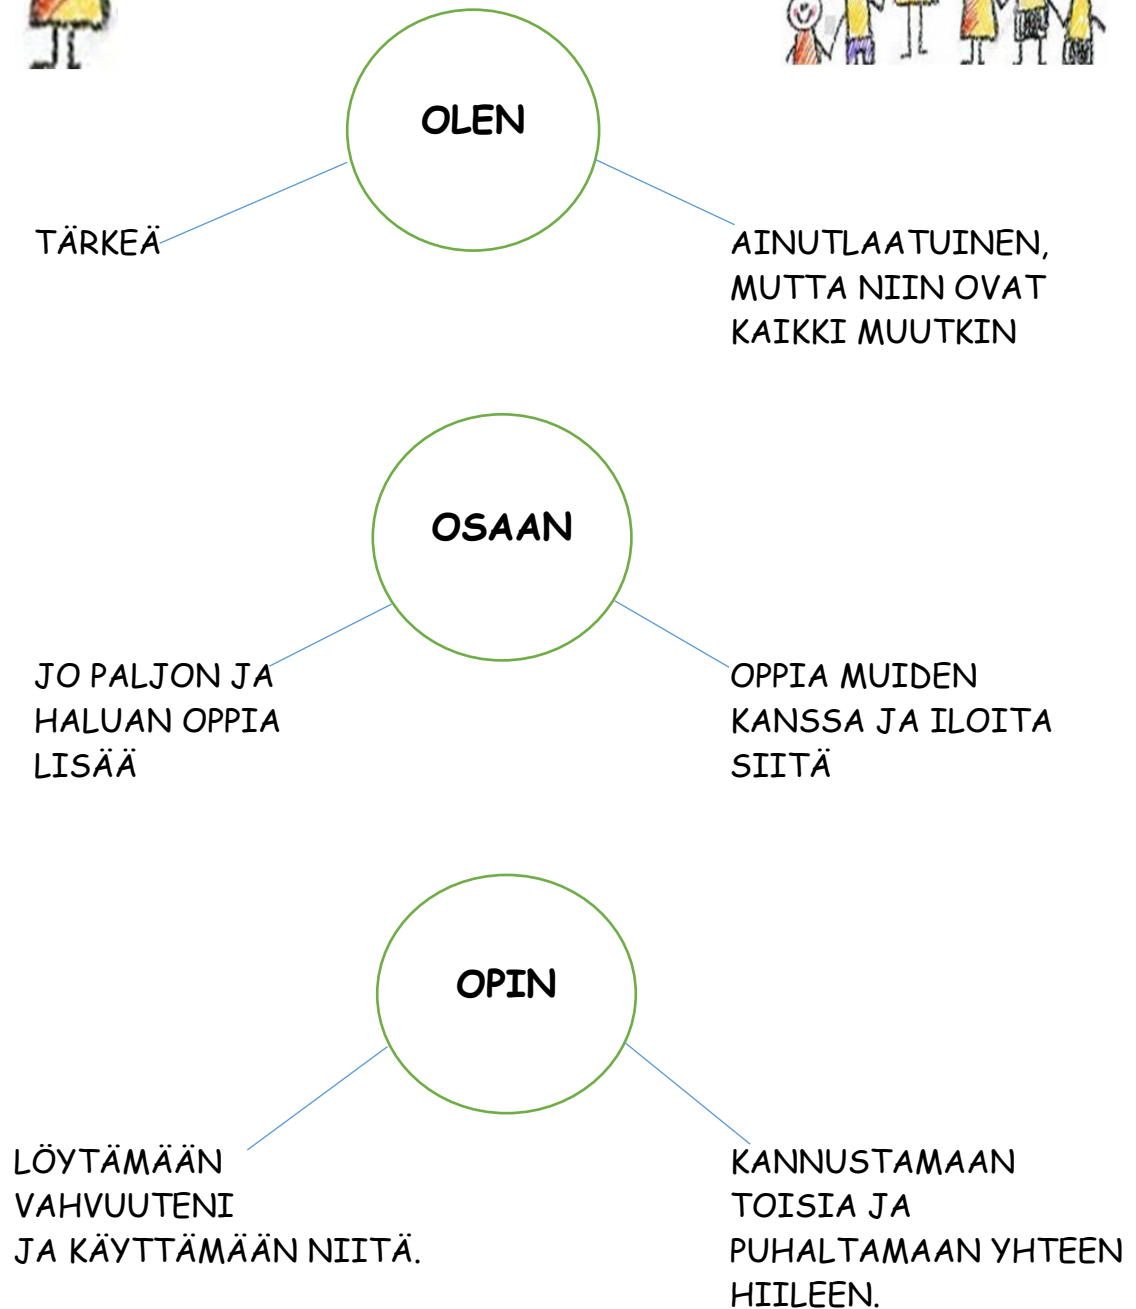 OLEN
TÄRKEÄ
AINUTLAATUINEN,
MUTTA NIIN OVAT
KAIKKI MUUTKIN
OSAAN
JO PALJON JA
HALUAN OPPIA
LISÄÄ
OPPIA MUIDEN
KANSSA JA ILOITA
SIITÄ
OPIN
LÖYTÄMÄÄN
VAHVUUTENI
JA KÄYTTÄMÄÄN NIITÄ.
KANNUSTAMAAN
TOISIA JA
PUHALTAMAAN YHTEEN
HIILEEN.